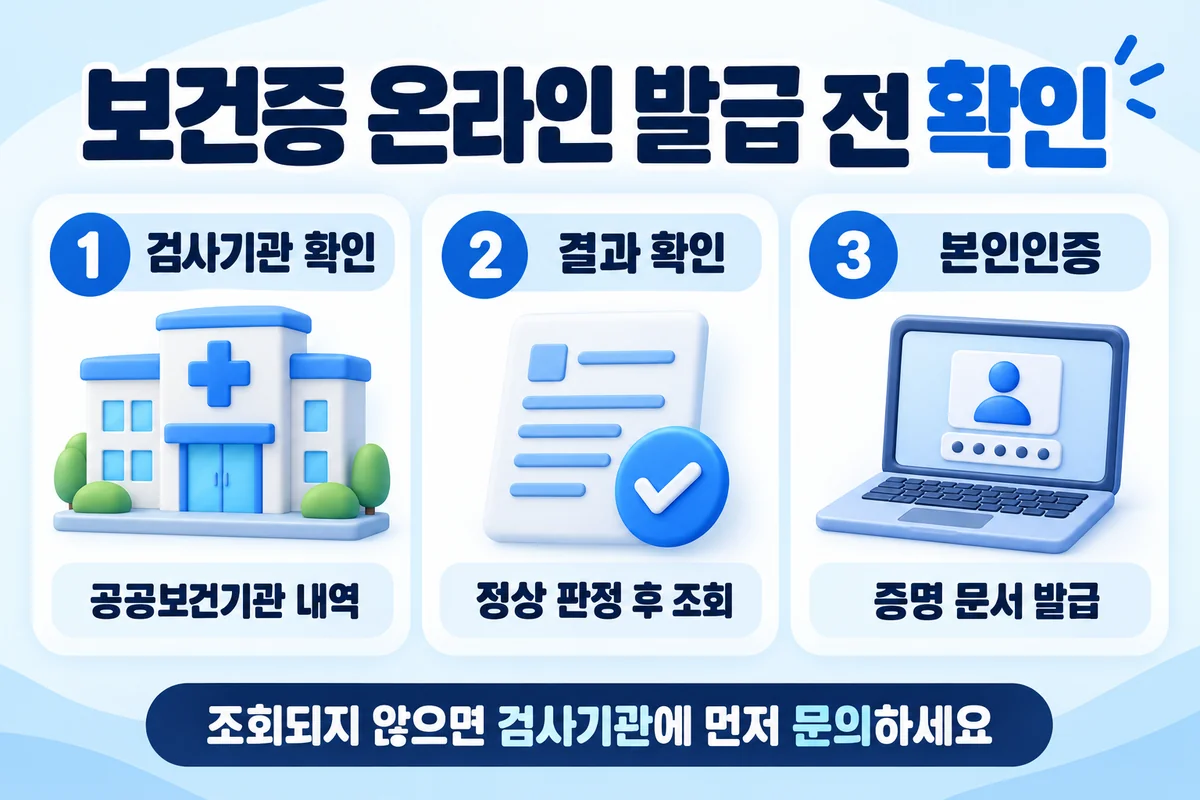 보건증 온라인 발급 전 확인
1 검사기관 확인
공공보건기관 내역
2 결과 확인
정상 판정 후 조회
3 본인인증
증명 문서 발급
조회되지 않으면 검사기관에 먼저 문의하세요